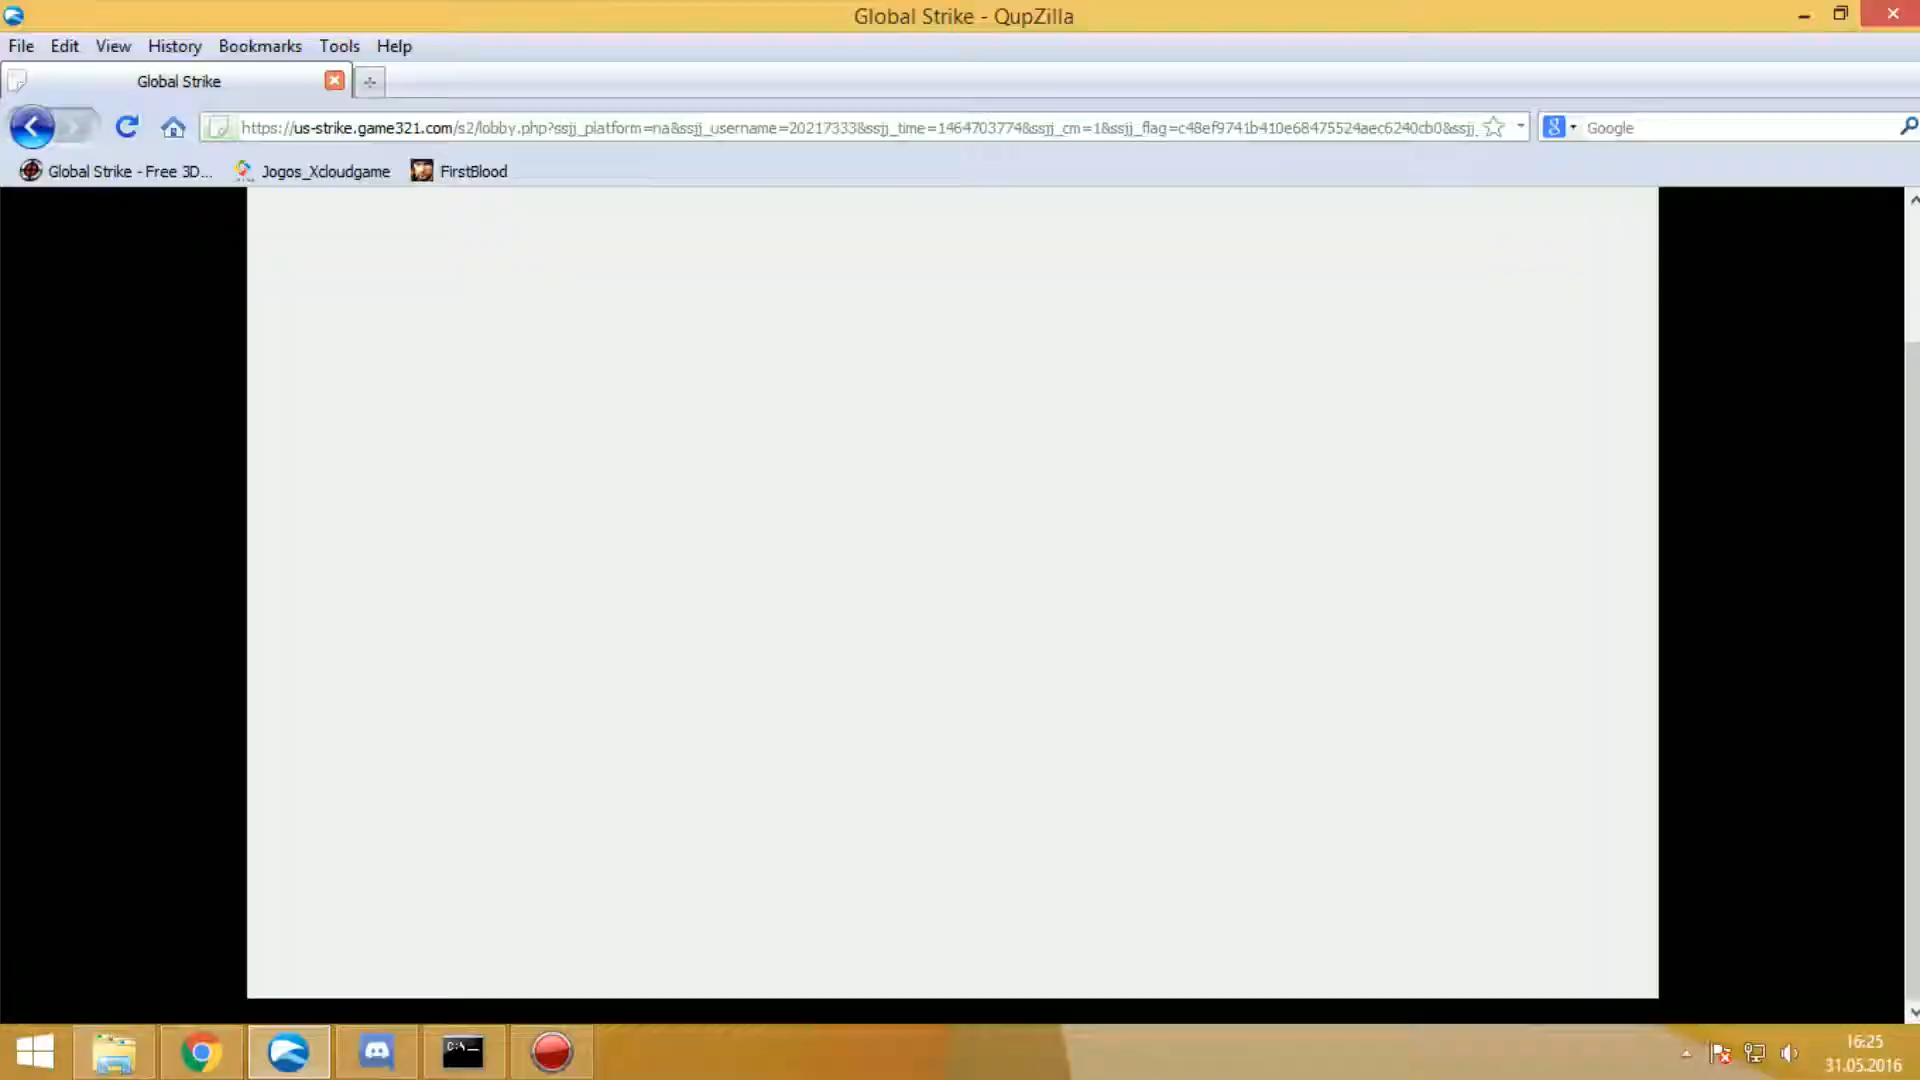 Global Strike - QupZilla
File Edit View History Bookmarks Tools Help
Global Strike
https://us-strike.game321.com/s2/lobby.php?ssjj_platform=na&ssjj_username=20217333&ssjj_time=1464703774&ssjj_cm=1&ssjj_flag=c48ef9741b410e68475524aec6240cb0&ssjj_
Google
Global Strike - Free 3D... Jogos_Xcloudgame FirstBlood
C:\_
16:25
31.05.2016